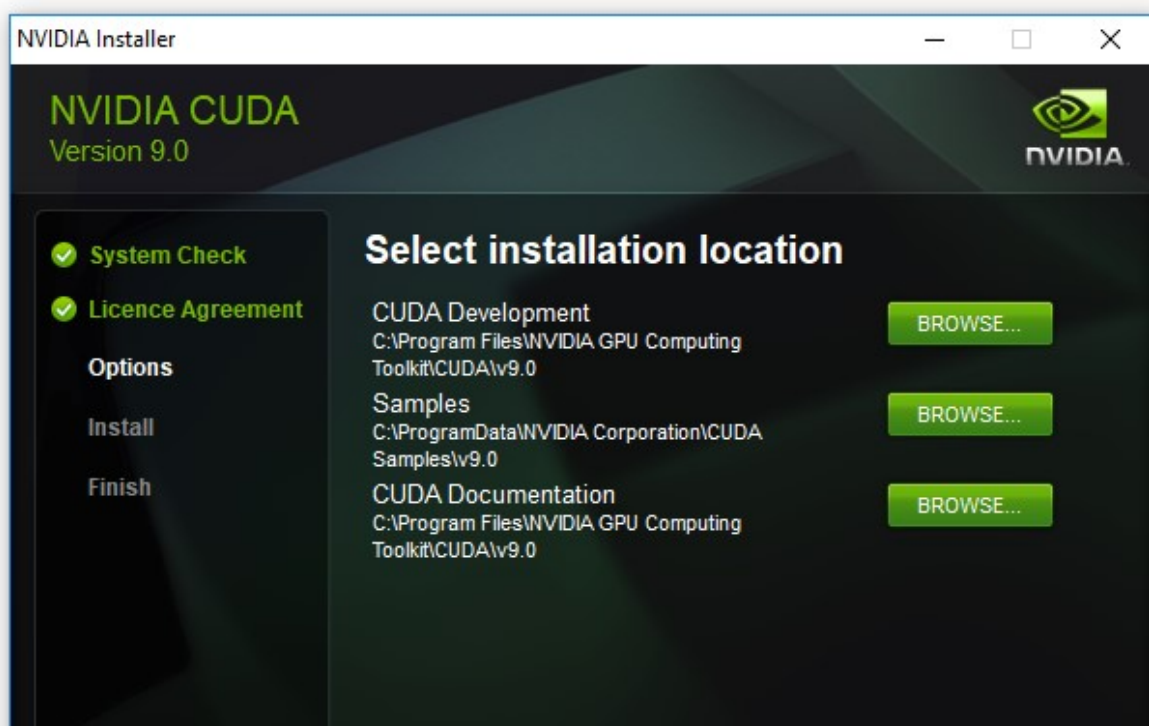 NVIDIA Installer
NVIDIA CUDA
Version 9.0
NVIDIA.
System Check
Licence Agreement
Options
Install
Finish
Select installation location
CUDA Development
C:\Program Files\NVIDIA GPU Computing
Toolkit\CUDA\v9.0
BROWSE...
Samples
C:\ProgramData\NVIDIA Corporation\CUDA
Samples\v9.0
BROWSE...
CUDA Documentation
C:\Program Files\NVIDIA GPU Computing
Toolkit\CUDA\v9.0
BROWSE...